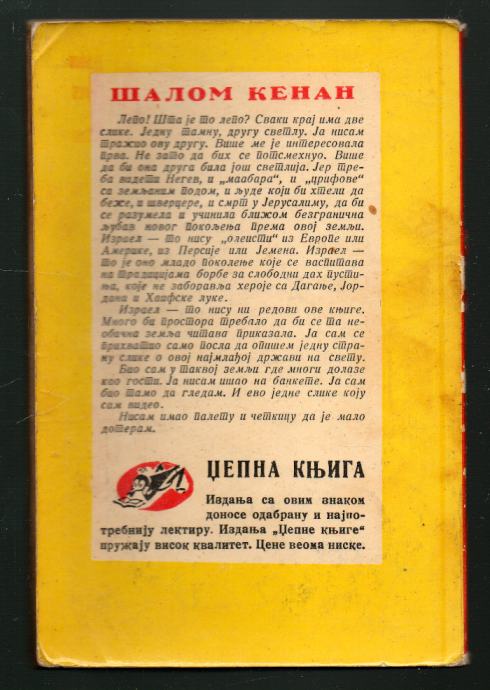 ШАЛОМ КЕНАН
Лепо! Шта је то лепо? Сваки крај има две
слике. Једну тамну, другу светлу. Ја нисам
тражио ову другу. Више ме је интересовала
прва. Не зато да бих се потсмехнуо. Више
да би она друга била још светлија. Јер тре-
ба видети Негев, и „маабара“, и „црифове“
са земљаним подом, и људе који би хтели да
беже, и шверцере, и смрт у Јерусалиму, да би
се разумела и учинила ближом безгранична
љубав новог покољења према овој земљи.
Израел — то нису „олеисти“ из Европе или
Америке, из Персије или Јемена. Израел —
то је оно младо поколење које се васпитава
на традицијама борбе за слободни дах пусти-
ња, које не заборавља хероје са Дагање, Јор-
дана и Хаифске луке.
Израел — то нису ни редови ове књиге.
Много би простора требало да би се та не-
обична земља читана приказала. Ја сам се
прихватио само посла да опишем једну стра-
ну слике о овој најмлађој држави на свету.
Био сам у таквој земљи где многи долазе
као гости. Ја нисам ишао на банкете. Ја сам
био тамо да гледам. И ево једне слике коју
сам видео.
Нисам имао палету и четкицу да је мало
дотерам.
ЏЕПНА КЊИГА
Издања са овим знаком
доносе одабрану и најпо-
требнију лектиру. Издања „Џепне књиге“
пружају висок квалитет. Цене веома ниске.